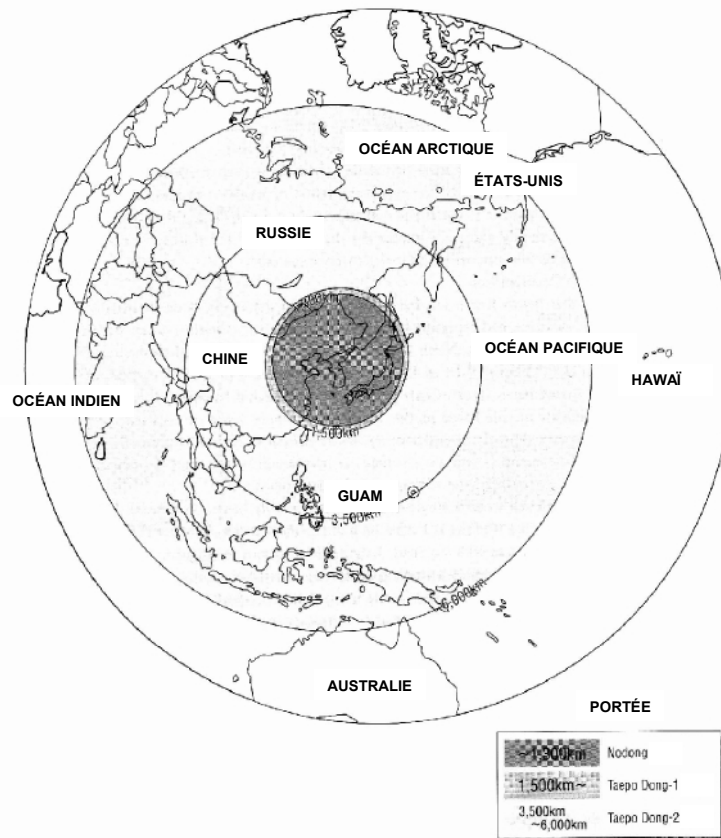 OCÉAN ARCTIQUE
ÉTATS-UNIS
RUSSIE
OCÉAN PACIFIQUE
CHINE
HAWAÏ
OCÉAN INDIEN
1,500km
GUAM
3,500km
6,000km
AUSTRALIE
PORTÉE
~1,300km Nodong
1,500km~ Taepo Dong-1
3,500km
~6,000km Taepo Dong-2